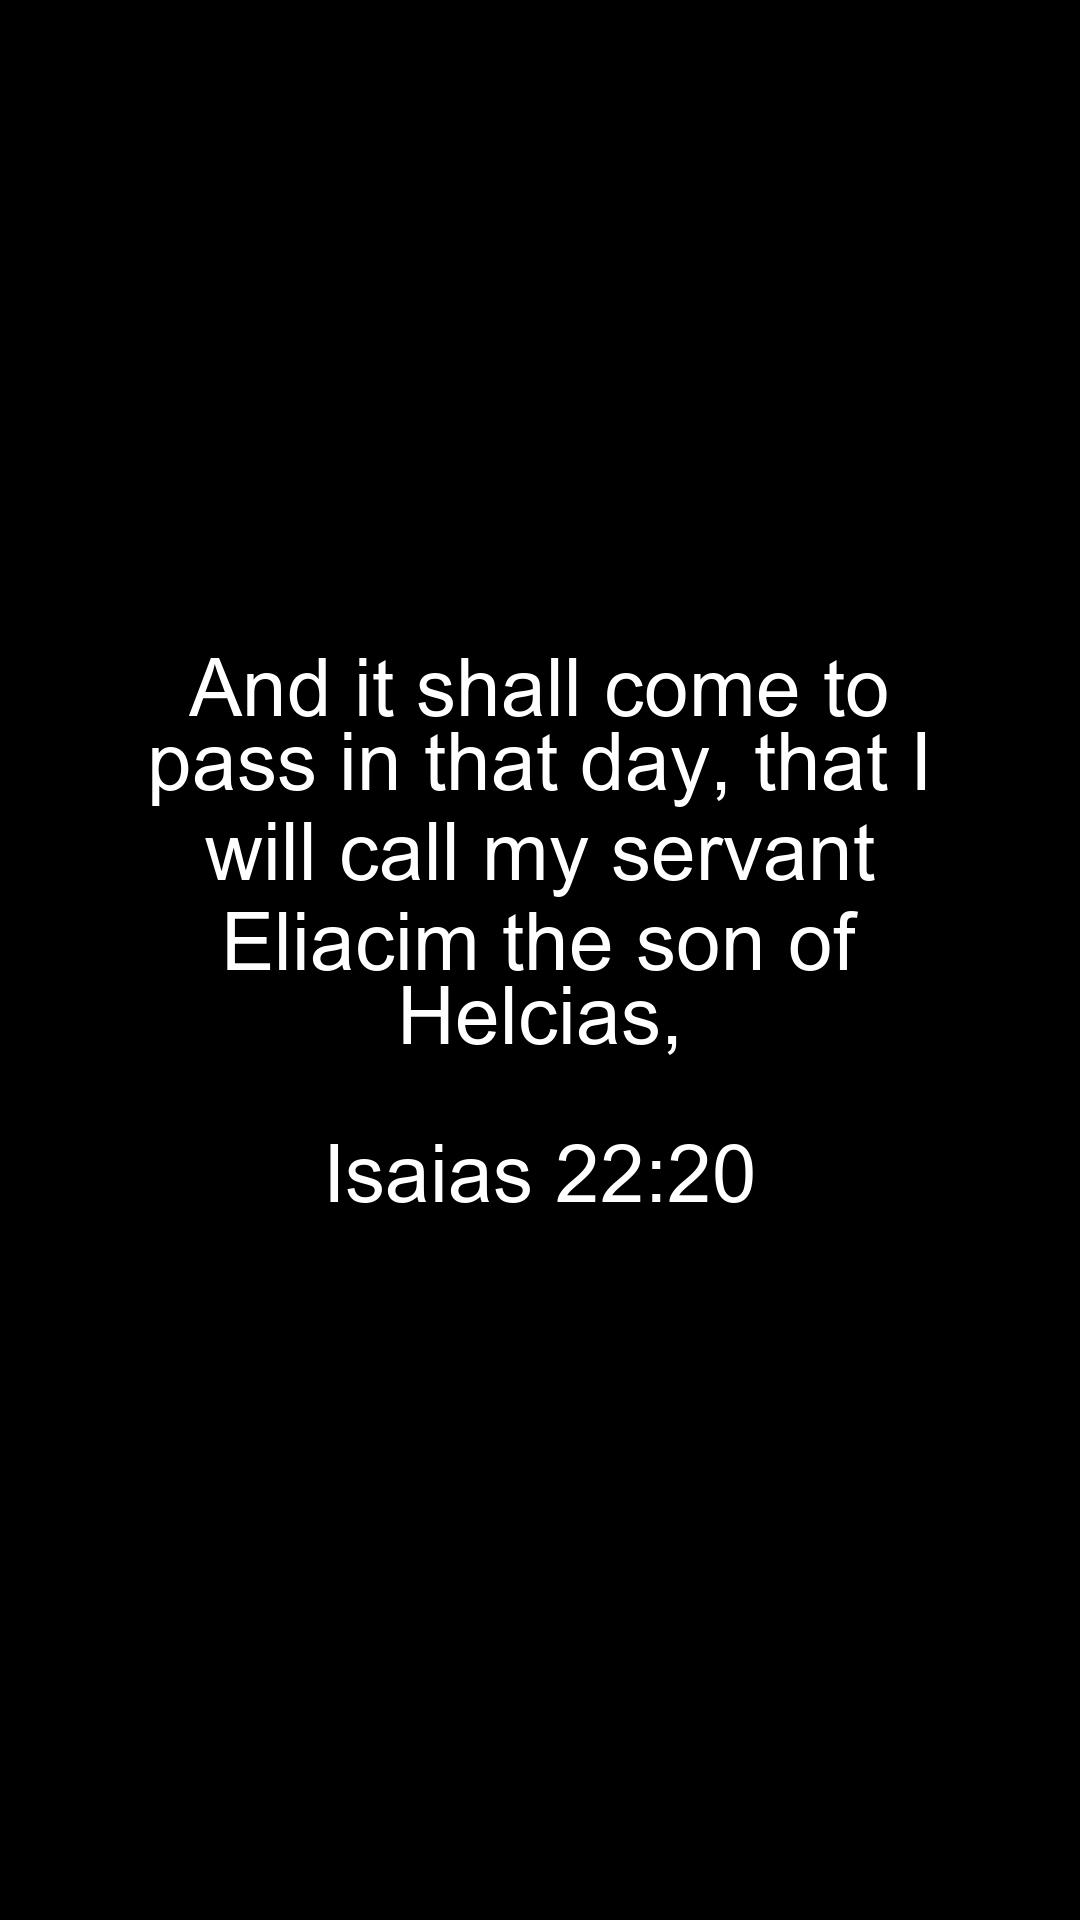 And it shall come to
pass in that day, that I
will call my servant
Eliacim the son of
Helcias,
Isaias 22:20